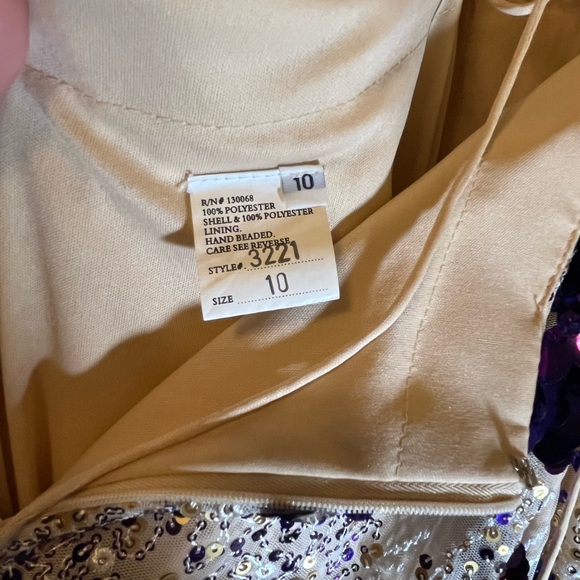 10
R/N# 130068
100% POLYESTER
SHELL & 100% POLYESTER
LINING.
HAND BEADED.
CARE SEE REVERSE
STYLE#. 3221
SIZE 10